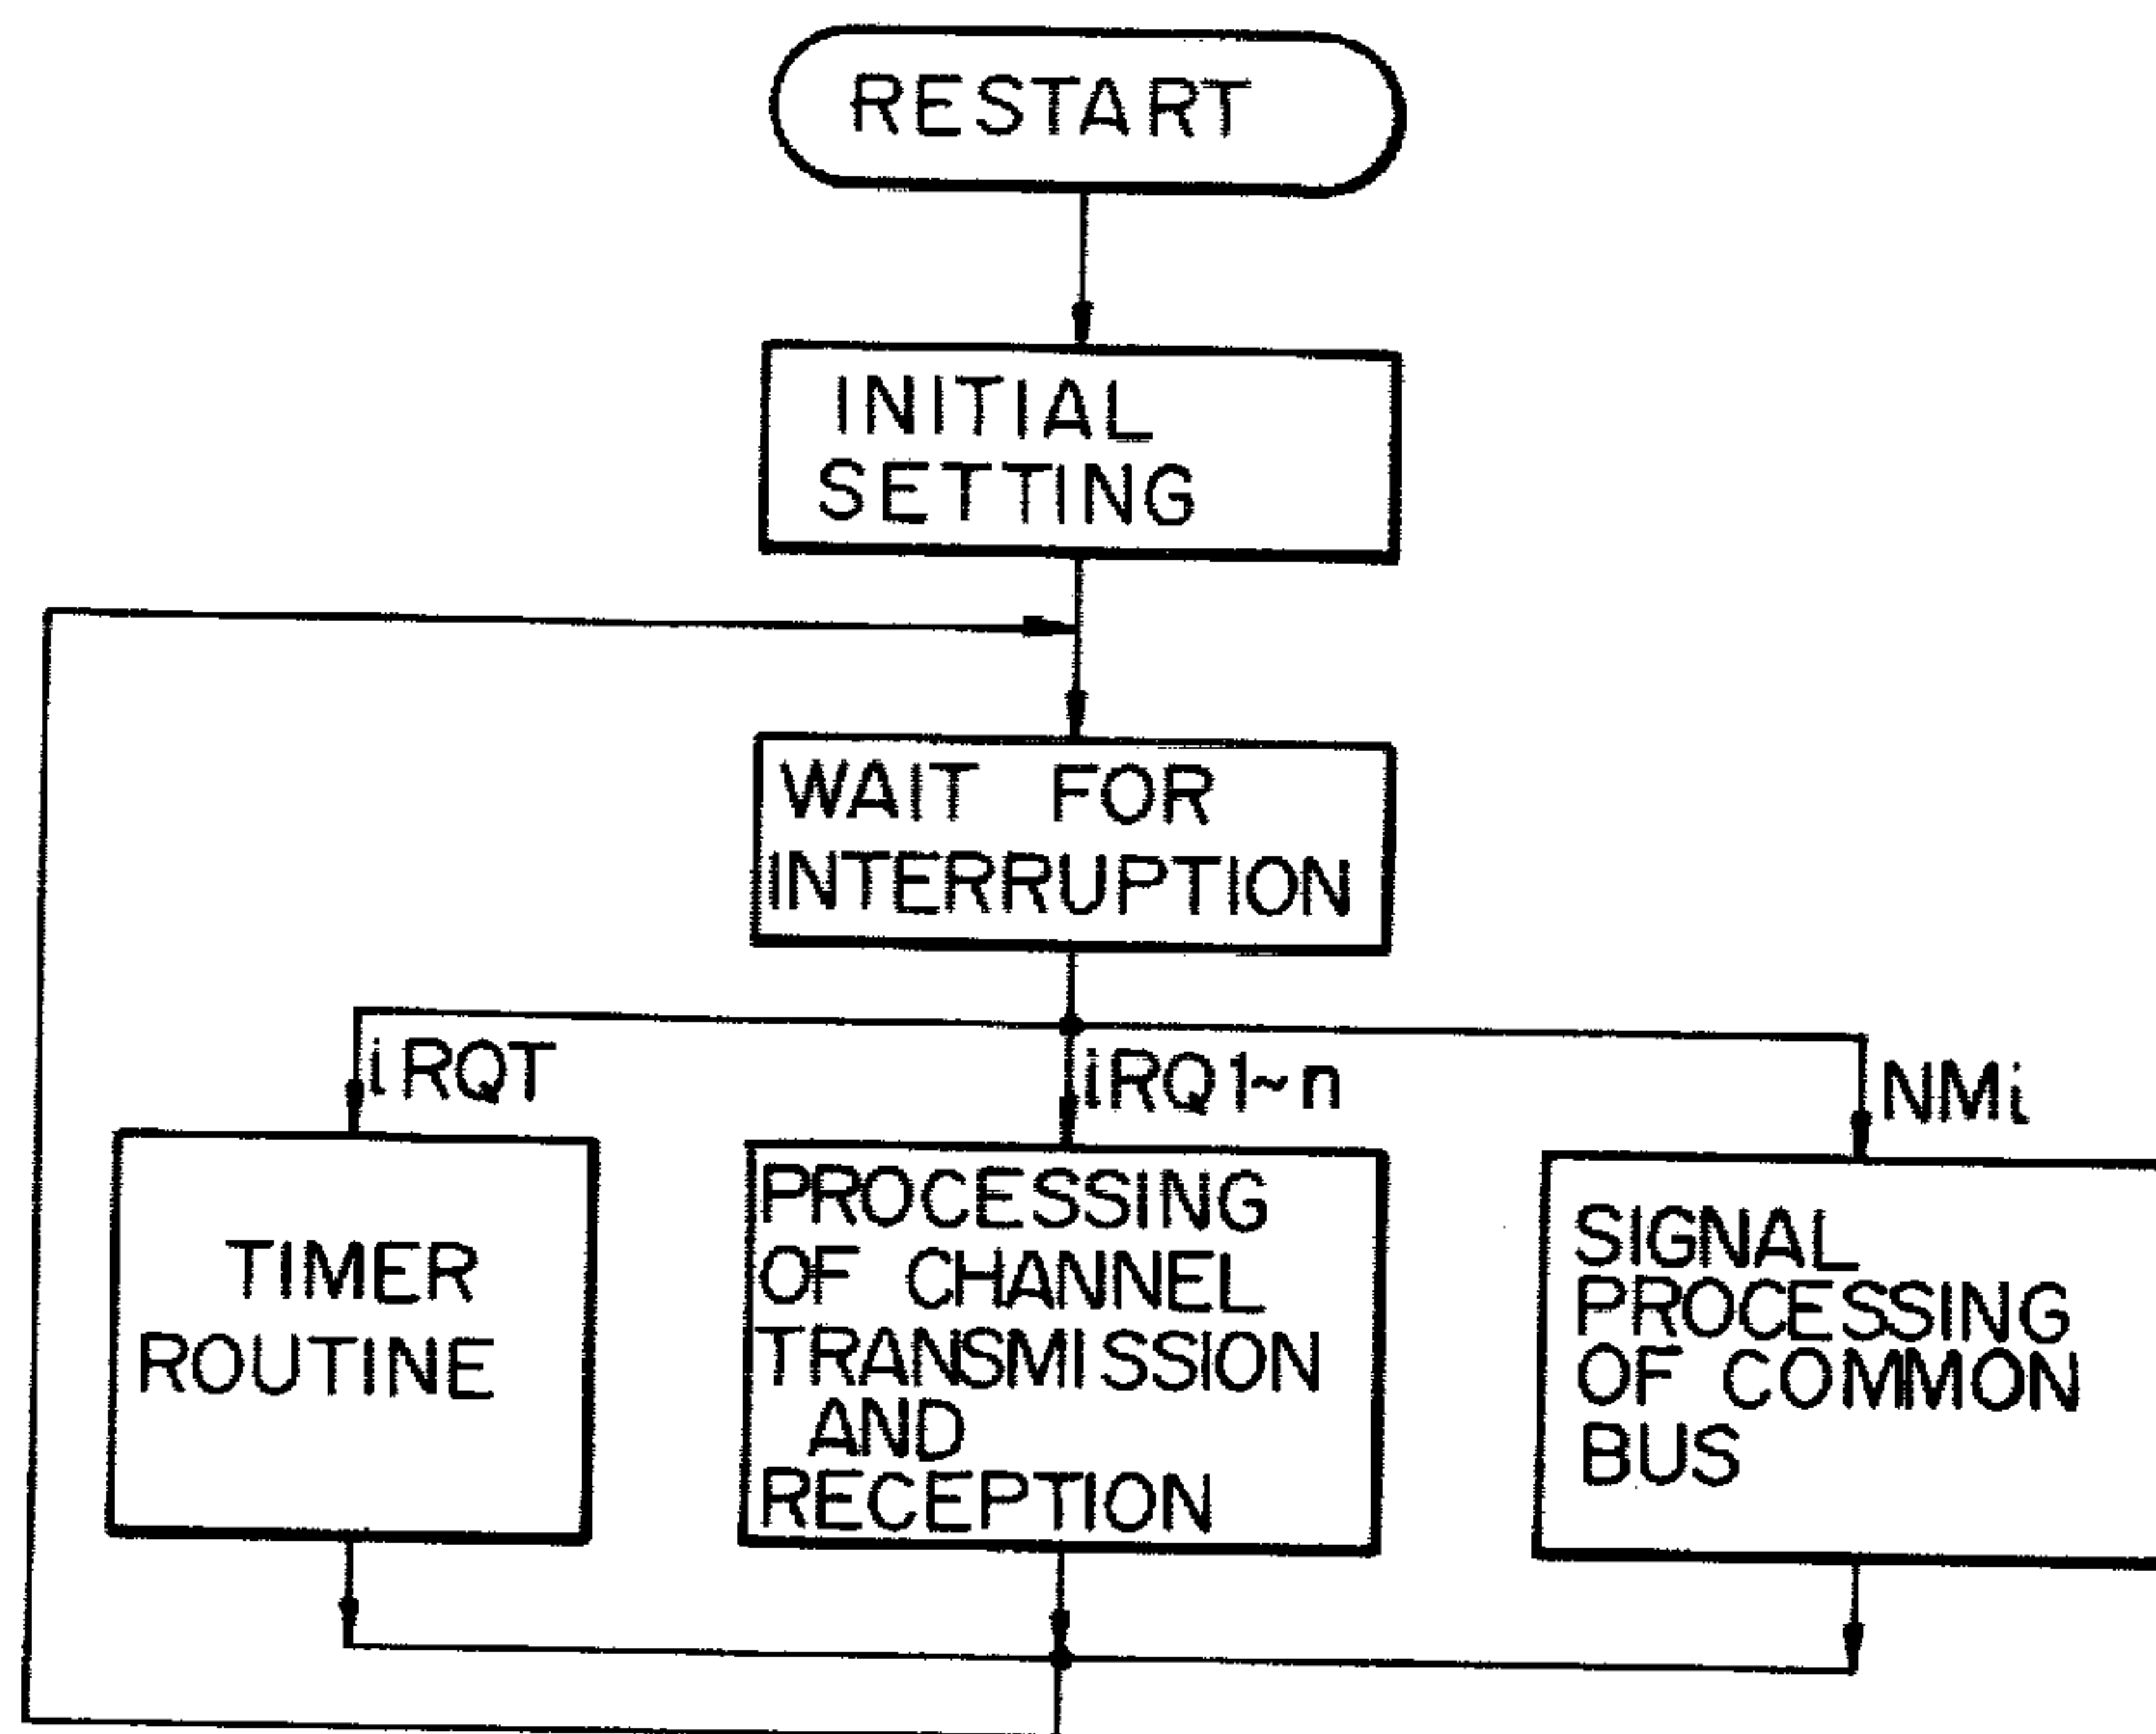 RESTART
INITIAL
SETTING
WAIT FOR
INTERRUPTION
iRQT
iRQ1~n
NMi
TIMER
ROUTINE
PROCESSING
OF CHANNEL
TRANSMISSION
AND
RECEPTION
SIGNAL
PROCESSING
OF COMMON
BUS